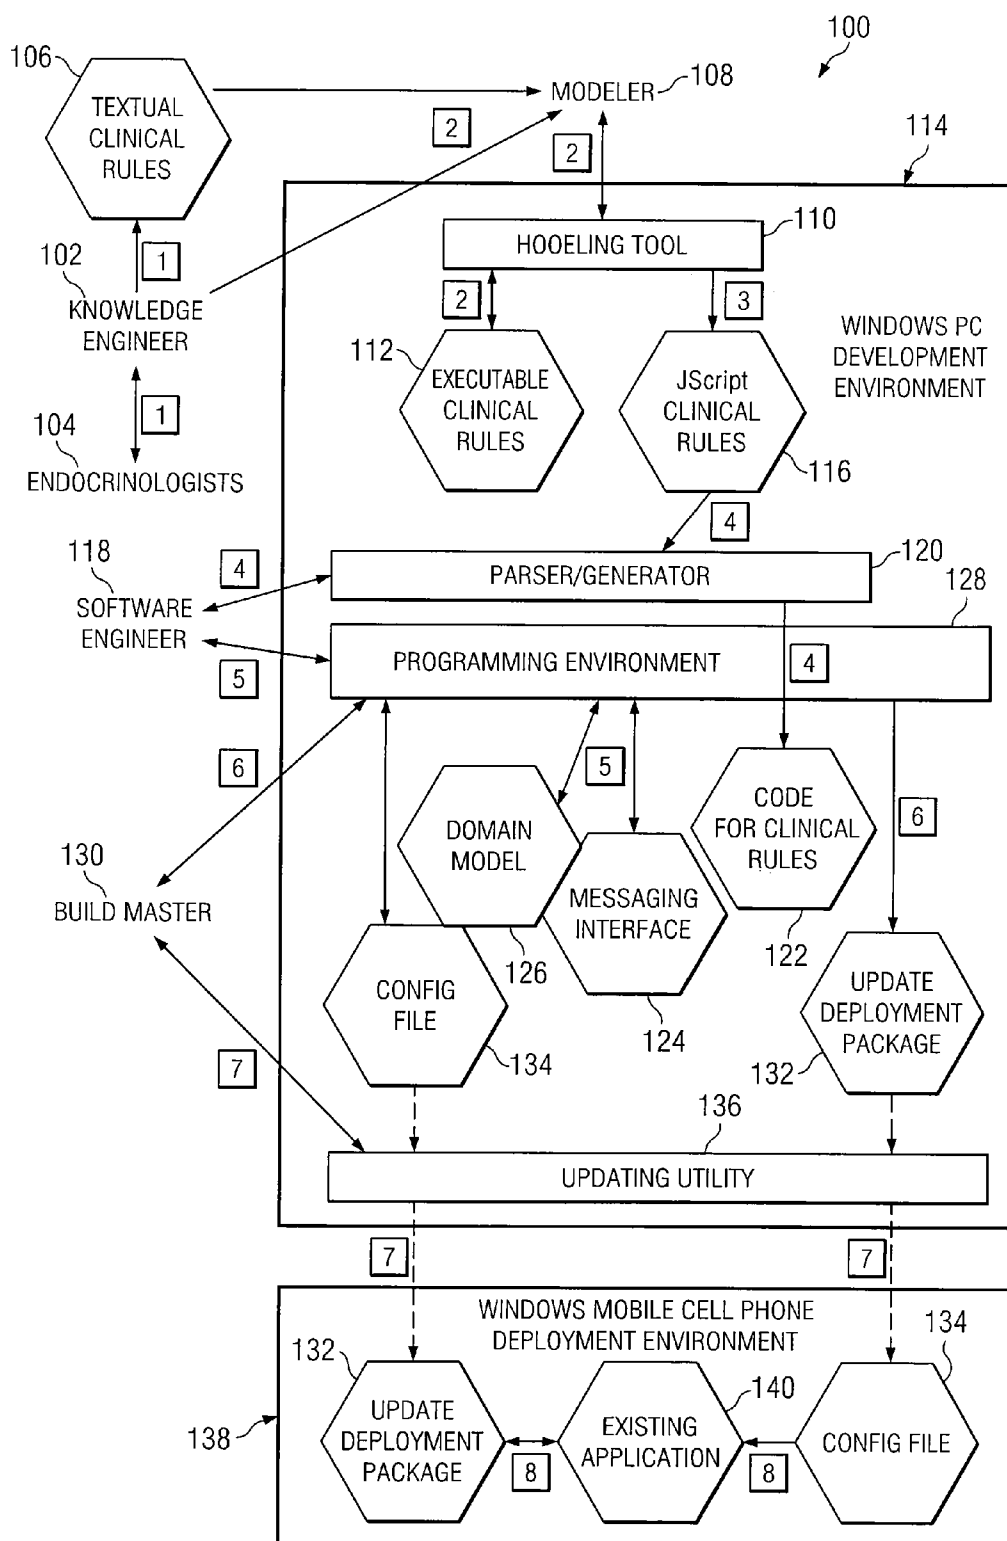 100
106
TEXTUAL
CLINICAL
RULES
MODELER
108
2
2
114
1
102
KNOWLEDGE
ENGINEER
HOOELING TOOL
110
2
3
WINDOWS PC
DEVELOPMENT
ENVIRONMENT
112
EXECUTABLE
CLINICAL
RULES
JScript
CLINICAL
RULES
116
1
104
ENDOCRINOLOGISTS
4
118
SOFTWARE
ENGINEER
4
PARSER/GENERATOR
120
128
PROGRAMMING ENVIRONMENT
4
5
6
5
6
DOMAIN
MODEL
126
MESSAGING
INTERFACE
124
CODE
FOR CLINICAL
RULES
122
130
BUILD MASTER
CONFIG
FILE
134
UPDATE
DEPLOYMENT
PACKAGE
132
7
136
UPDATING UTILITY
7
7
WINDOWS MOBILE CELL PHONE
DEPLOYMENT ENVIRONMENT
138
132
UPDATE
DEPLOYMENT
PACKAGE
8
140
EXISTING
APPLICATION
8
134
CONFIG FILE